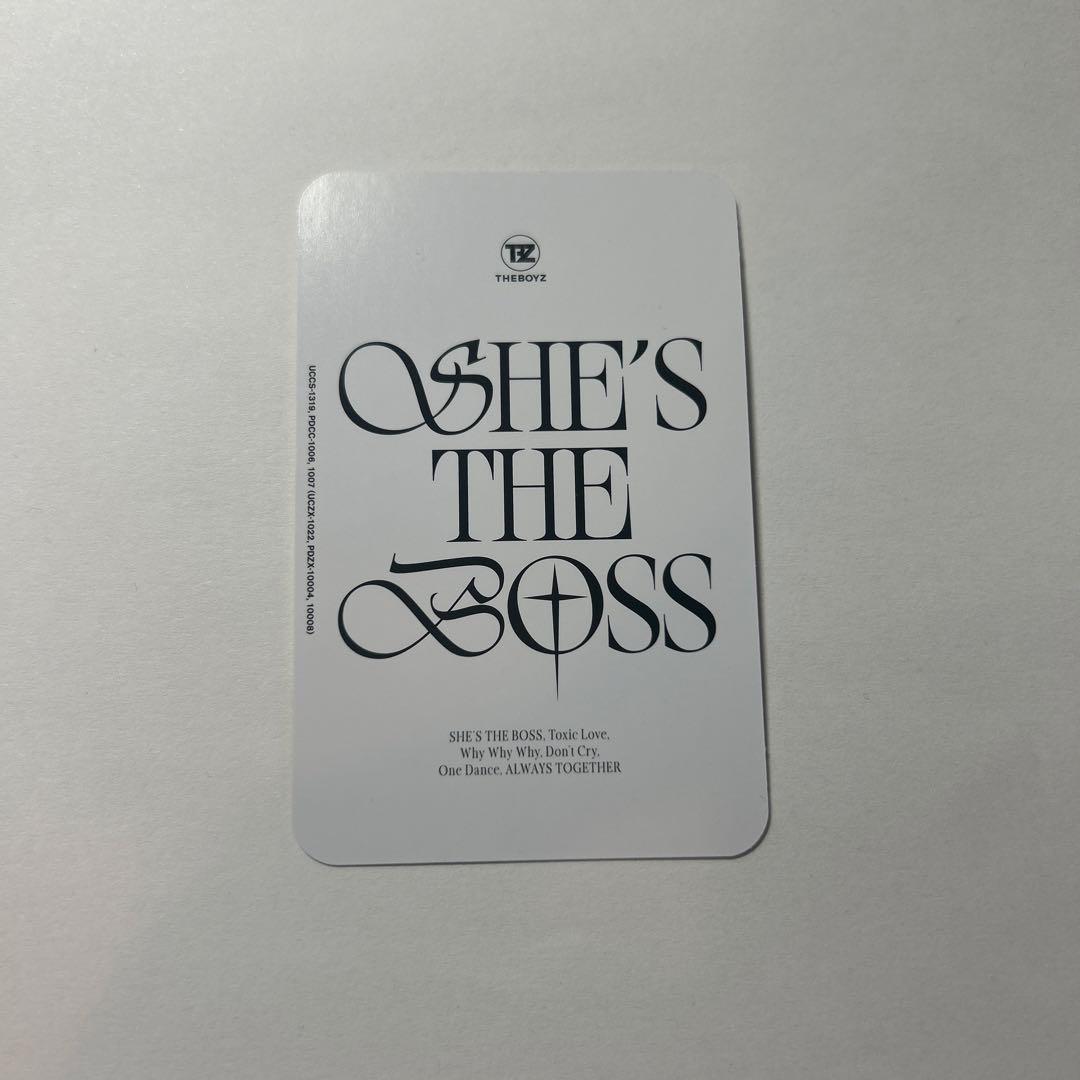 TBZ
THEBOYZ
SHE'S
THE
BOSS
UCCS-1319, PDCC-1006, 1007 (UCZX-1022, PDZX-10004, 10008)
SHE'S THE BOSS, Toxic Love,
Why Why Why, Don't Cry,
One Dance, ALWAYS TOGETHER